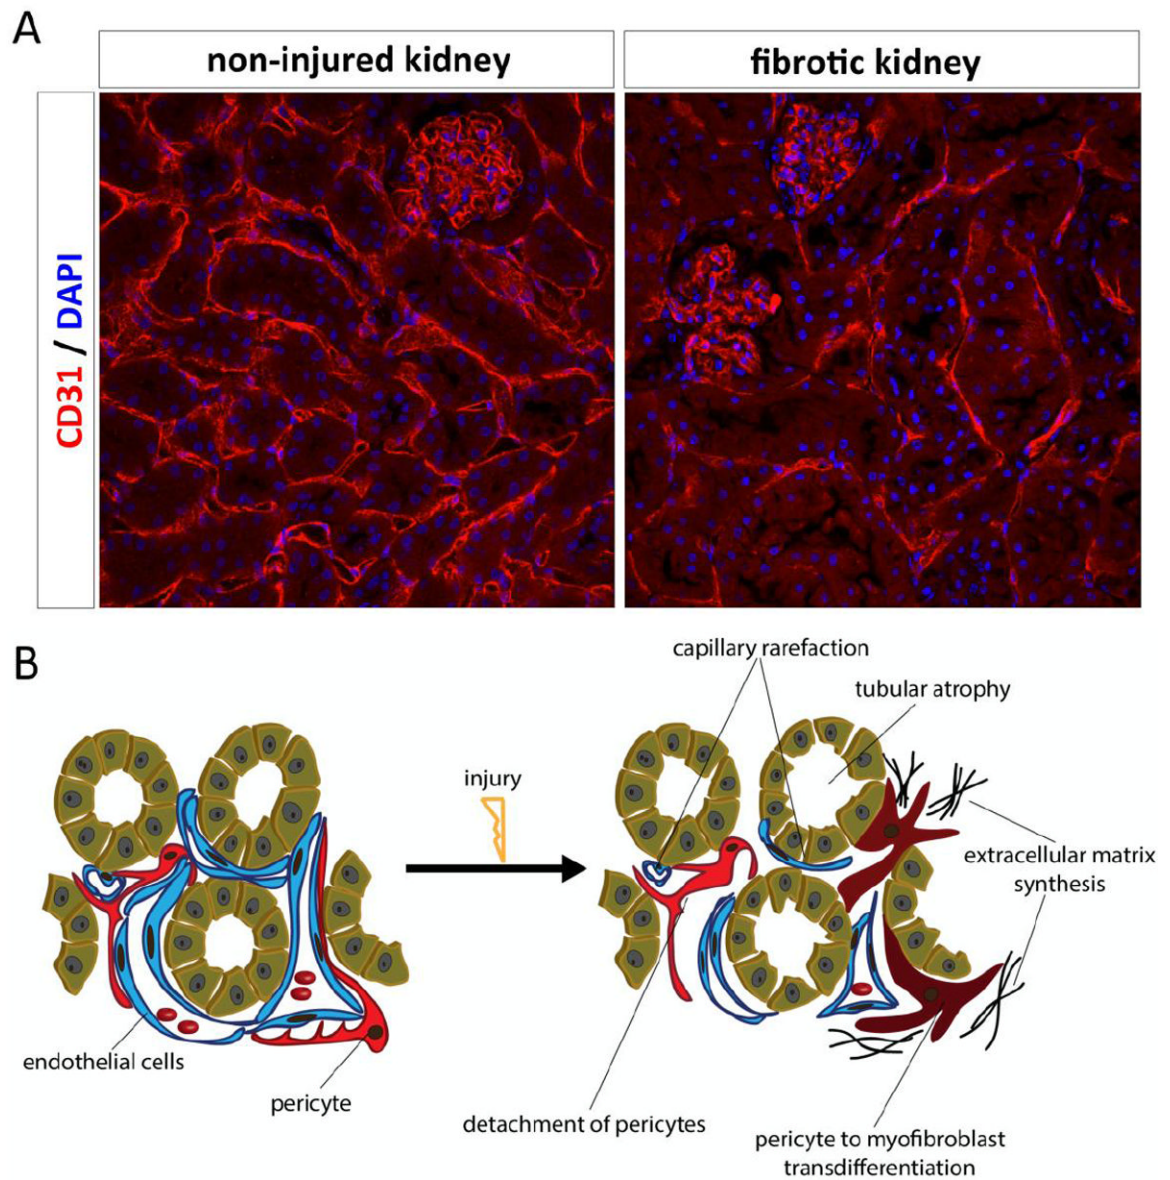 A
non-injured kidney
fibrotic kidney
CD31 / DAPI
B
capillary rarefaction
tubular atrophy
injury
extracellular matrix
synthesis
endothelial cells
pericyte
detachment of pericytes
pericyte to myofibroblast
transdifferentiation